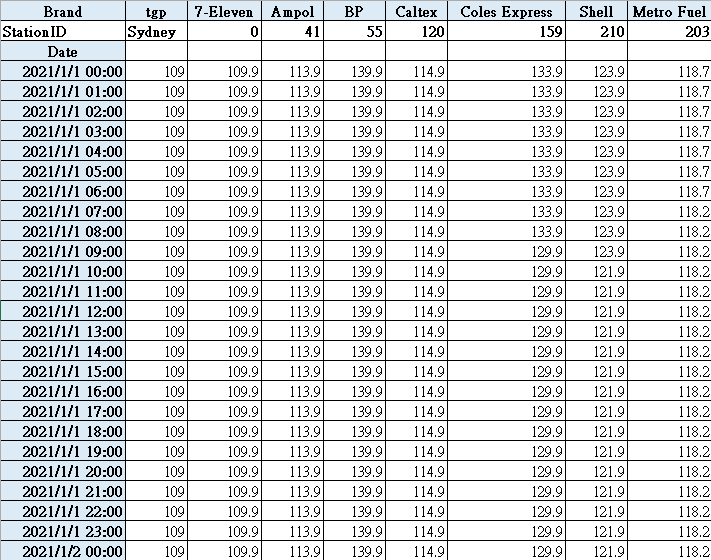 Brand tgp 7-Eleven Ampol BP Caltex Coles Express Shell Metro Fuel
StationID Sydney 0 41 55 120 159 210 203
Date
2021/1/1 00:00 109 109.9 113.9 139.9 114.9 133.9 123.9 118.7
2021/1/1 01:00 109 109.9 113.9 139.9 114.9 133.9 123.9 118.7
2021/1/1 02:00 109 109.9 113.9 139.9 114.9 133.9 123.9 118.7
2021/1/1 03:00 109 109.9 113.9 139.9 114.9 133.9 123.9 118.7
2021/1/1 04:00 109 109.9 113.9 139.9 114.9 133.9 123.9 118.7
2021/1/1 05:00 109 109.9 113.9 139.9 114.9 133.9 123.9 118.7
2021/1/1 06:00 109 109.9 113.9 139.9 114.9 133.9 123.9 118.7
2021/1/1 07:00 109 109.9 113.9 139.9 114.9 133.9 123.9 118.2
2021/1/1 08:00 109 109.9 113.9 139.9 114.9 133.9 123.9 118.2
2021/1/1 09:00 109 109.9 113.9 139.9 114.9 129.9 123.9 118.2
2021/1/1 10:00 109 109.9 113.9 139.9 114.9 129.9 121.9 118.2
2021/1/1 11:00 109 109.9 113.9 139.9 114.9 129.9 121.9 118.2
2021/1/1 12:00 109 109.9 113.9 139.9 114.9 129.9 121.9 118.2
2021/1/1 13:00 109 109.9 113.9 139.9 114.9 129.9 121.9 118.2
2021/1/1 14:00 109 109.9 113.9 139.9 114.9 129.9 121.9 118.2
2021/1/1 15:00 109 109.9 113.9 139.9 114.9 129.9 121.9 118.2
2021/1/1 16:00 109 109.9 113.9 139.9 114.9 129.9 121.9 118.2
2021/1/1 17:00 109 109.9 113.9 139.9 114.9 129.9 121.9 118.2
2021/1/1 18:00 109 109.9 113.9 139.9 114.9 129.9 121.9 118.2
2021/1/1 19:00 109 109.9 113.9 139.9 114.9 129.9 121.9 118.2
2021/1/1 20:00 109 109.9 113.9 139.9 114.9 129.9 121.9 118.2
2021/1/1 21:00 109 109.9 113.9 139.9 114.9 129.9 121.9 118.2
2021/1/1 22:00 109 109.9 113.9 139.9 114.9 129.9 121.9 118.2
2021/1/1 23:00 109 109.9 113.9 139.9 114.9 129.9 121.9 118.2
2021/1/2 00:00 109 109.9 113.9 139.9 114.9 129.9 121.9 118.2